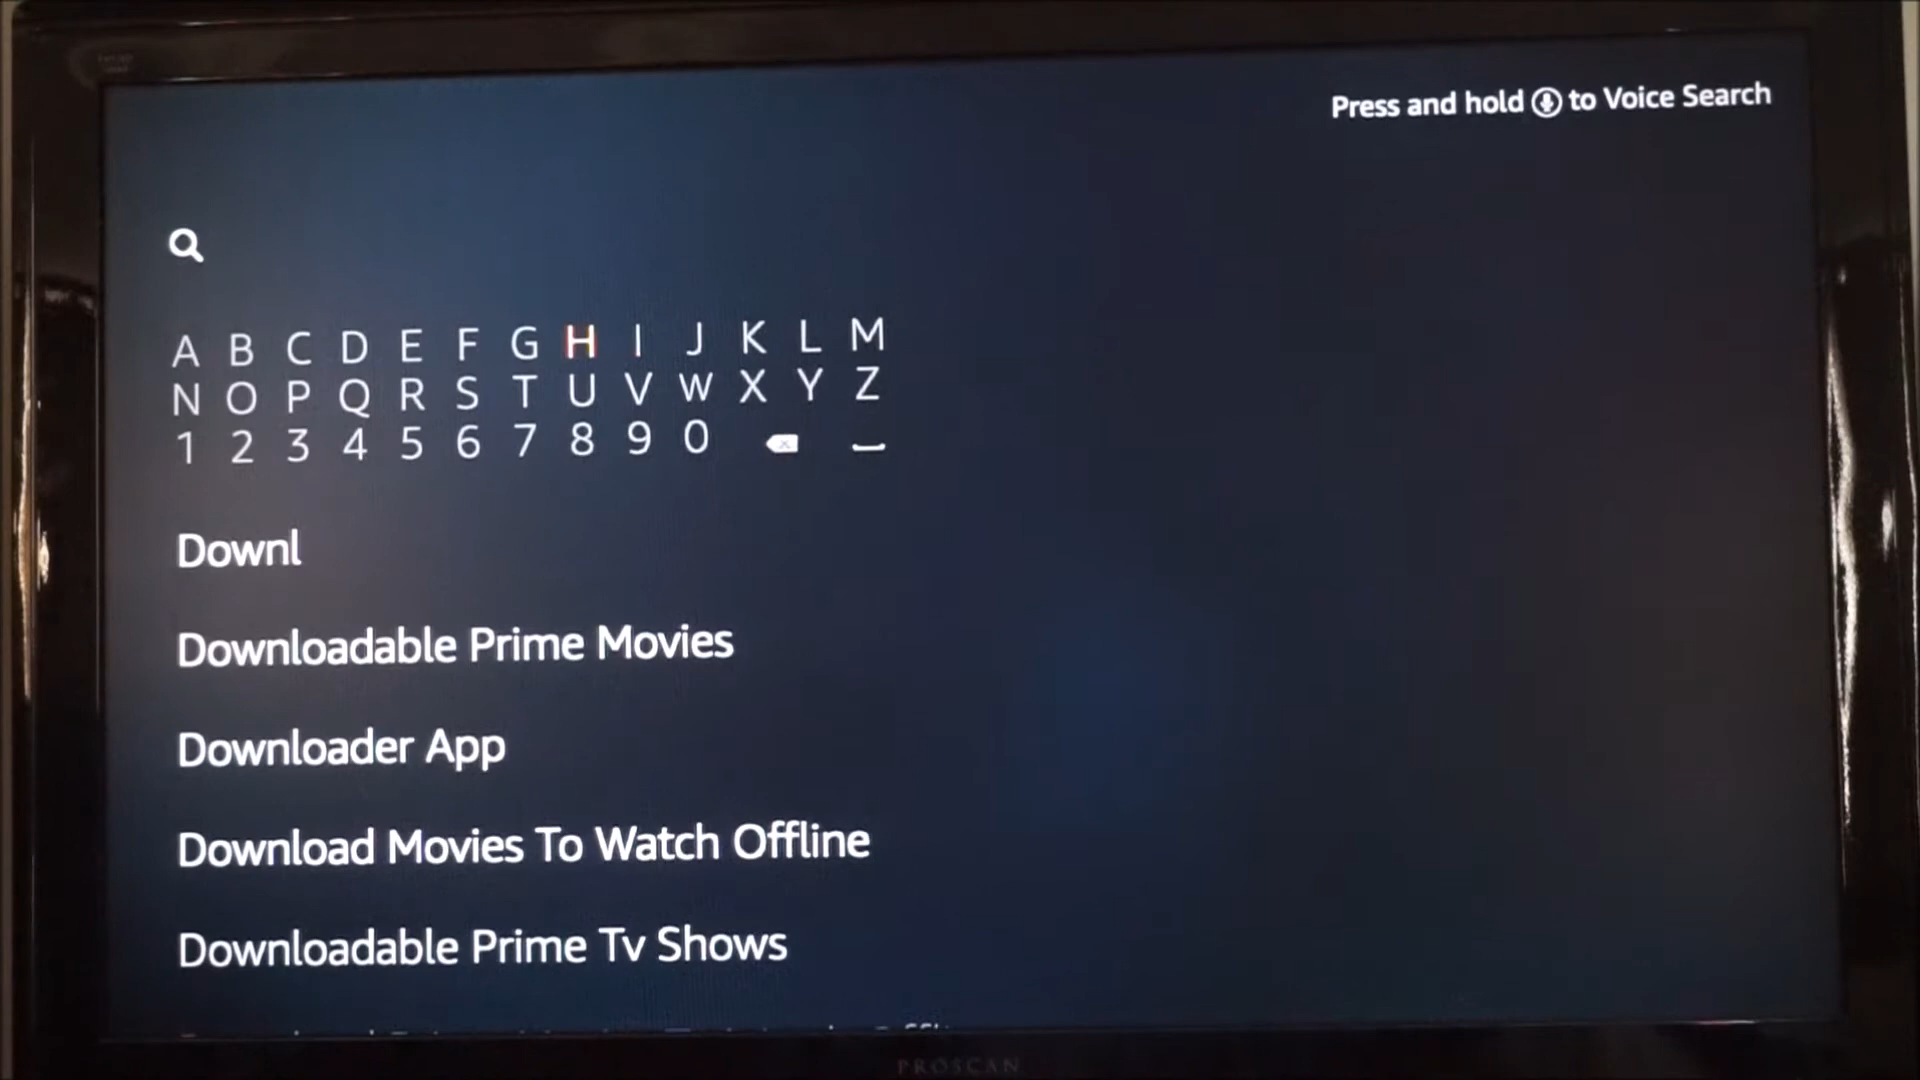 Press and hold to Voice Search
A B C D E F G H I J K L M
N O P Q R S T U V W X Y Z
1 2 3 4 5 6 7 8 9 0
Downl
Downloadable Prime Movies
Downloader App
Download Movies To Watch Offline
Downloadable Prime Tv Shows
PROSCAN